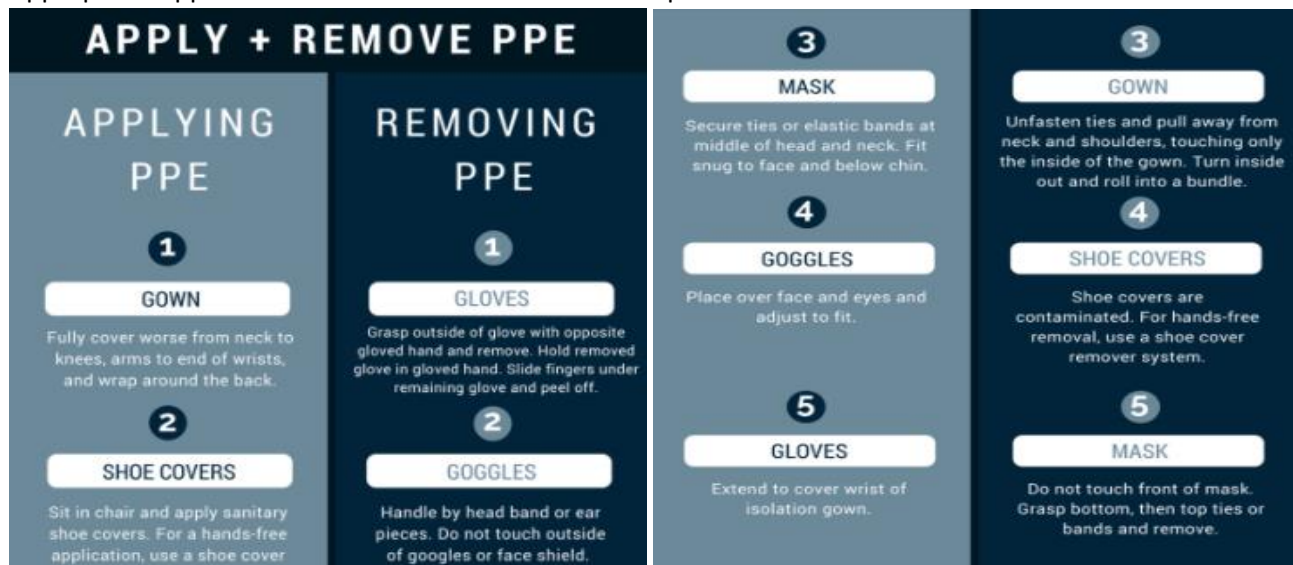 APPLY + REMOVE PPE
APPLYING
PPE
1
GOWN
Fully cover worse from neck to
knees, arms to end of wrists,
and wrap around the back.
2
SHOE COVERS
Sit in chair and apply sanitary
shoe covers. For a hands-free
application, use a shoe cover
REMOVING
PPE
1
GLOVES
Grasp outside of glove with opposite
gloved hand and remove. Hold removed
glove in gloved hand. Slide fingers under
remaining glove and peel off.
2
GOGGLES
Handle by head band or ear
pieces. Do not touch outside
of googles or face shield.
3
MASK
Secure ties or elastic bands at
middle of head and neck. Fit
snug to face and below chin.
4
GOGGLES
Place over face and eyes and
adjust to fit.
5
GLOVES
Extend to cover wrist of
isolation gown.
3
GOWN
Unfasten ties and pull away from
neck and shoulders, touching only
the inside of the gown. Turn inside
out and roll into a bundle.
4
SHOE COVERS
Shoe covers are
contaminated. For hands-free
removal, use a shoe cover
remover system.
5
MASK
Do not touch front of mask.
Grasp bottom, then top ties or
bands and remove.